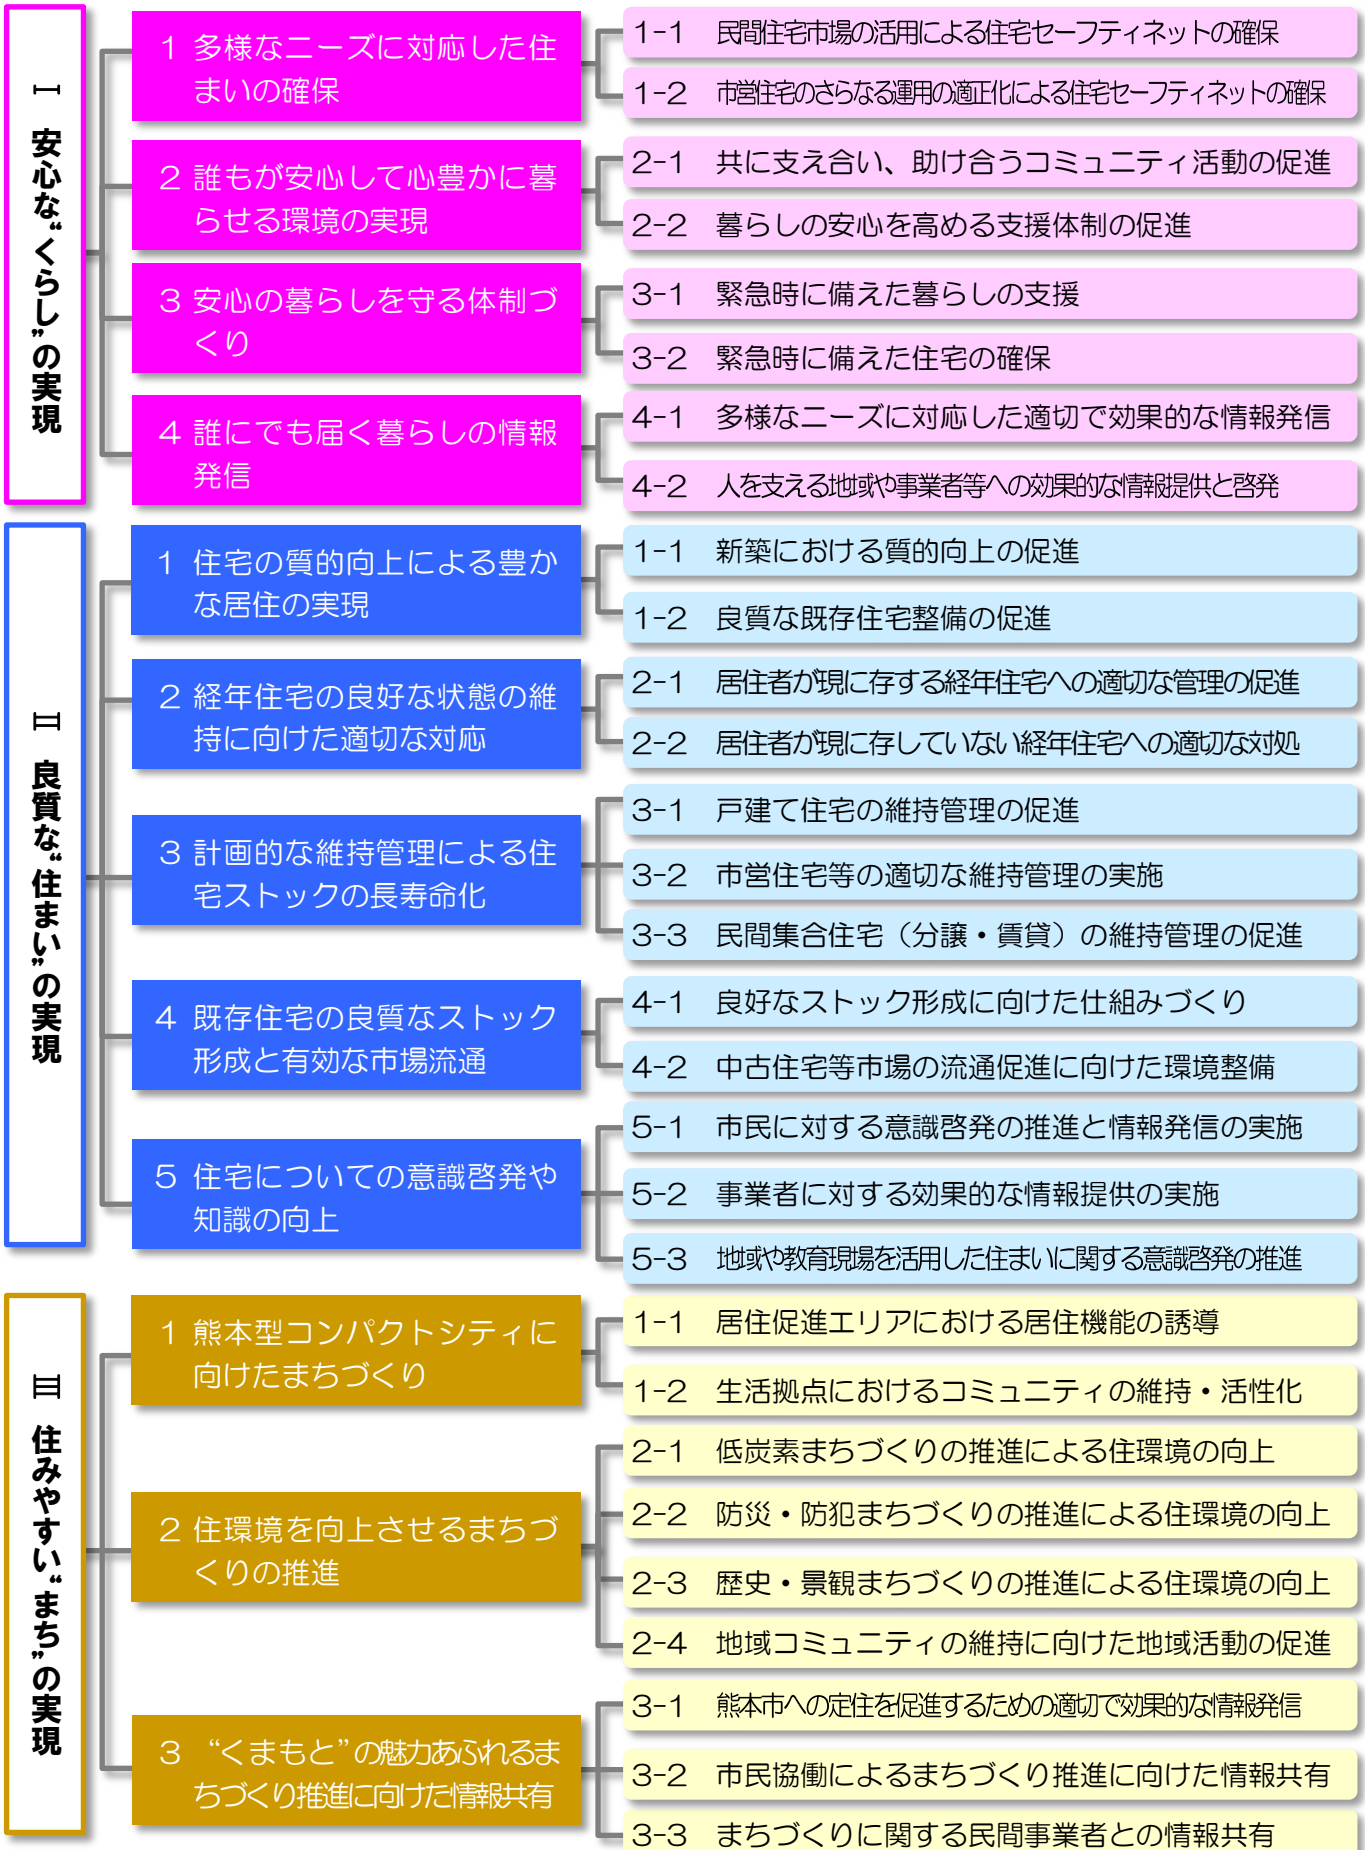 Ⅰ 安心な“くらし”の実現
1 多様なニーズに対応した住
まいの確保
1-1 民間住宅市場の活用による住宅セーフティネットの確保
1-2 市営住宅のさらなる運用の適正化による住宅セーフティネットの確保
2 誰もが安心して心豊かに暮
らせる環境の実現
2-1 共に支え合い、助け合うコミュニティ活動の促進
2-2 暮らしの安心を高める支援体制の促進
3 安心の暮らしを守る体制づ
くり
3-1 緊急時に備えた暮らしの支援
3-2 緊急時に備えた住宅の確保
4 誰にでも届く暮らしの情報
発信
4-1 多様なニーズに対応した適切で効果的な情報発信
4-2 人を支える地域や事業者等への効果的な情報提供と啓発
Ⅱ 良質な“住まい”の実現
1 住宅の質的向上による豊か
な居住の実現
1-1 新築における質的向上の促進
1-2 良質な既存住宅整備の促進
2 経年住宅の良好な状態の維
持に向けた適切な対応
2-1 居住者が現に存する経年住宅への適切な管理の促進
2-2 居住者が現に存していない経年住宅への適切な対処
3 計画的な維持管理による住
宅ストックの長寿命化
3-1 戸建て住宅の維持管理の促進
3-2 市営住宅等の適切な維持管理の実施
3-3 民間集合住宅（分譲・賃貸）の維持管理の促進
4 既存住宅の良質なストック
形成と有効な市場流通
4-1 良好なストック形成に向けた仕組みづくり
4-2 中古住宅等市場の流通促進に向けた環境整備
5 住宅についての意識啓発や
知識の向上
5-1 市民に対する意識啓発の推進と情報発信の実施
5-2 事業者に対する効果的な情報提供の実施
5-3 地域や教育現場を活用した住まいに関する意識啓発の推進
Ⅲ 住みやすい“まち”の実現
1 熊本型コンパクトシティに
向けたまちづくり
1-1 居住促進エリアにおける居住機能の誘導
1-2 生活拠点におけるコミュニティの維持・活性化
2 住環境を向上させるまちづ
くりの推進
2-1 低炭素まちづくりの推進による住環境の向上
2-2 防災・防犯まちづくりの推進による住環境の向上
2-3 歴史・景観まちづくりの推進による住環境の向上
2-4 地域コミュニティの維持に向けた地域活動の促進
3 “くまもと”の魅力あふれるま
ちづくり推進に向けた情報共有
3-1 熊本市への定住を促進するための適切で効果的な情報発信
3-2 市民協働によるまちづくり推進に向けた情報共有
3-3 まちづくりに関する民間事業者との情報共有